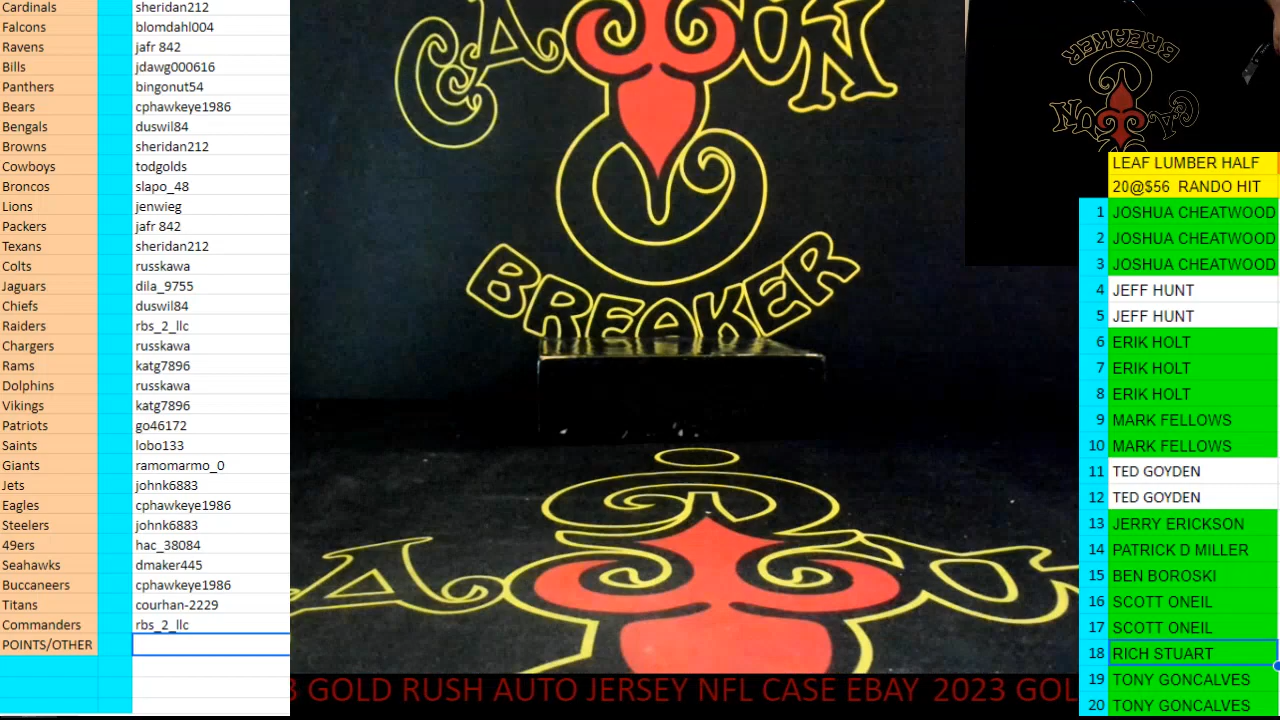 Cardinals sheridan212
Falcons blomdahl004
Ravens jafr 842
Bills jdawg000616
Panthers bingonut54
Bears cphawkeye1986
Bengals duswil84
Browns sheridan212
Cowboys todgolds
Broncos slapo_48
Lions jenwieg
Packers jafr 842
Texans sheridan212
Colts russkawa
Jaguars dila_9755
Chiefs duswil84
Raiders rbs_2_llc
Chargers russkawa
Rams katg7896
Dolphins russkawa
Vikings katg7896
Patriots go46172
Saints lobo133
Giants ramomarmo_0
Jets johnk6883
Eagles cphawkeye1986
Steelers johnk6883
49ers hac_38084
Seahawks dmaker445
Buccaneers cphawkeye1986
Titans courhan-2229
Commanders rbs_2_llc
POINTS/OTHER
BREAKER
BREAKER
LEAF LUMBER HALF
20@$56 RANDO HIT
1 JOSHUA CHEATWOOD
2 JOSHUA CHEATWOOD
3 JOSHUA CHEATWOOD
4 JEFF HUNT
5 JEFF HUNT
6 ERIK HOLT
7 ERIK HOLT
8 ERIK HOLT
9 MARK FELLOWS
10 MARK FELLOWS
11 TED GOYDEN
12 TED GOYDEN
13 JERRY ERICKSON
14 PATRICK D MILLER
15 BEN BOROSKI
16 SCOTT ONEIL
17 SCOTT ONEIL
18 RICH STUART
19 TONY GONCALVES
20 TONY GONCALVES
3 GOLD RUSH AUTO JERSEY NFL CASE EBAY 2023 GOL